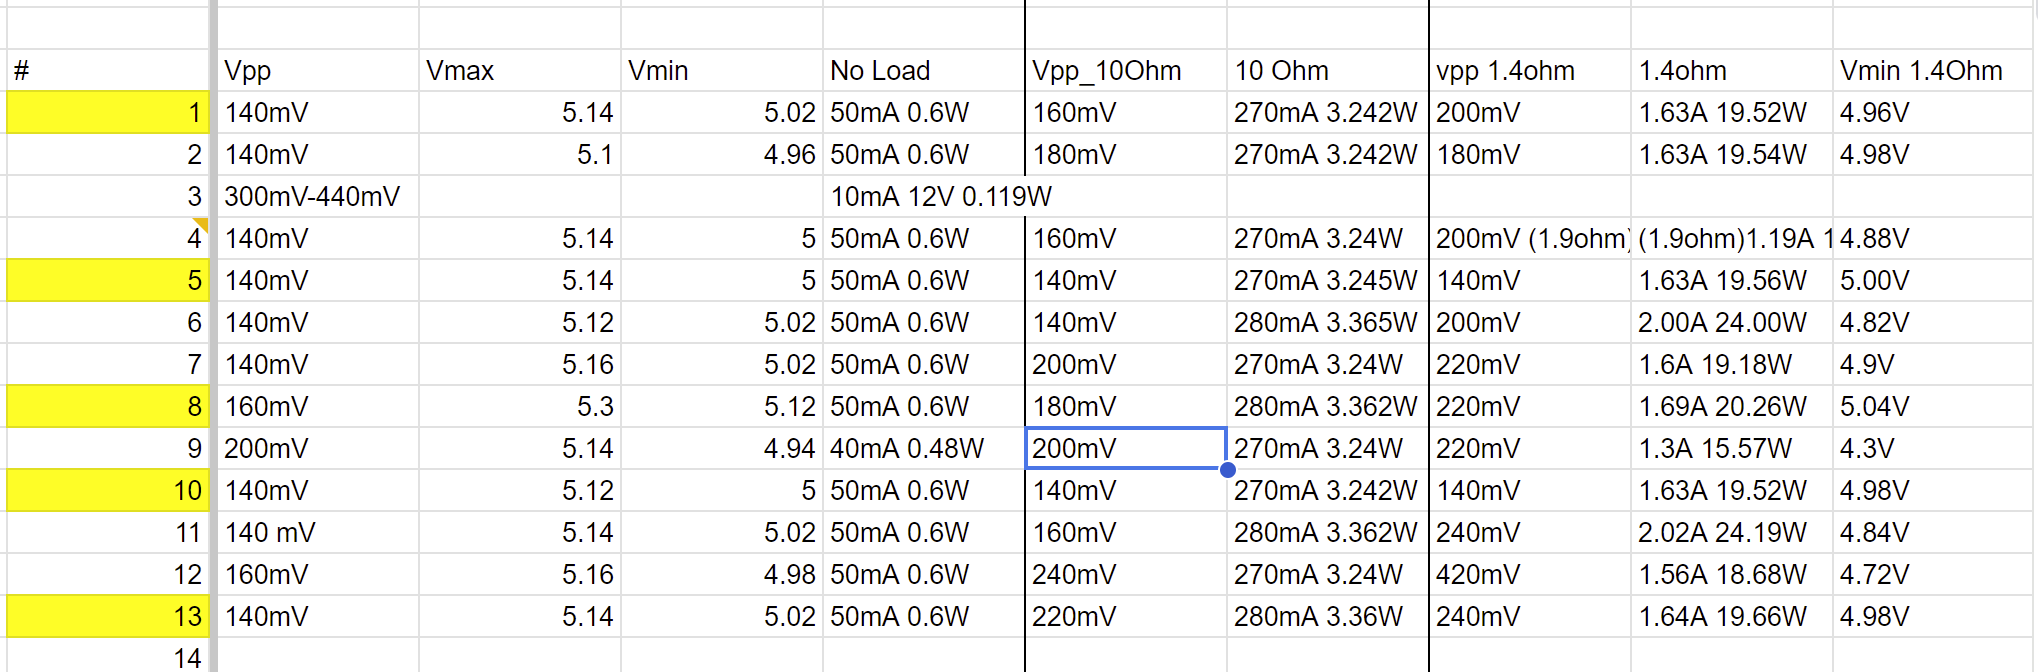 # Vpp Vmax Vmin No Load Vpp_10Ohm 10 Ohm vpp 1.4ohm 1.4ohm Vmin 1.4Ohm
1 140mV 5.14 5.02 50mA 0.6W 160mV 270mA 3.242W 200mV 1.63A 19.52W 4.96V
2 140mV 5.1 4.96 50mA 0.6W 180mV 270mA 3.242W 180mV 1.63A 19.54W 4.98V
3 300mV-440mV 10mA 12V 0.119W
4 140mV 5.14 5 50mA 0.6W 160mV 270mA 3.24W 200mV (1.9ohm) (1.9ohm)1.19A 1 4.88V
5 140mV 5.14 5 50mA 0.6W 140mV 270mA 3.245W 140mV 1.63A 19.56W 5.00V
6 140mV 5.12 5.02 50mA 0.6W 140mV 280mA 3.365W 200mV 2.00A 24.00W 4.82V
7 140mV 5.16 5.02 50mA 0.6W 200mV 270mA 3.24W 220mV 1.6A 19.18W 4.9V
8 160mV 5.3 5.12 50mA 0.6W 180mV 280mA 3.362W 220mV 1.69A 20.26W 5.04V
9 200mV 5.14 4.94 40mA 0.48W 200mV 270mA 3.24W 220mV 1.3A 15.57W 4.3V
10 140mV 5.12 5 50mA 0.6W 140mV 270mA 3.242W 140mV 1.63A 19.52W 4.98V
11 140 mV 5.14 5.02 50mA 0.6W 160mV 280mA 3.362W 240mV 2.02A 24.19W 4.84V
12 160mV 5.16 4.98 50mA 0.6W 240mV 270mA 3.24W 420mV 1.56A 18.68W 4.72V
13 140mV 5.14 5.02 50mA 0.6W 220mV 280mA 3.36W 240mV 1.64A 19.66W 4.98V
14